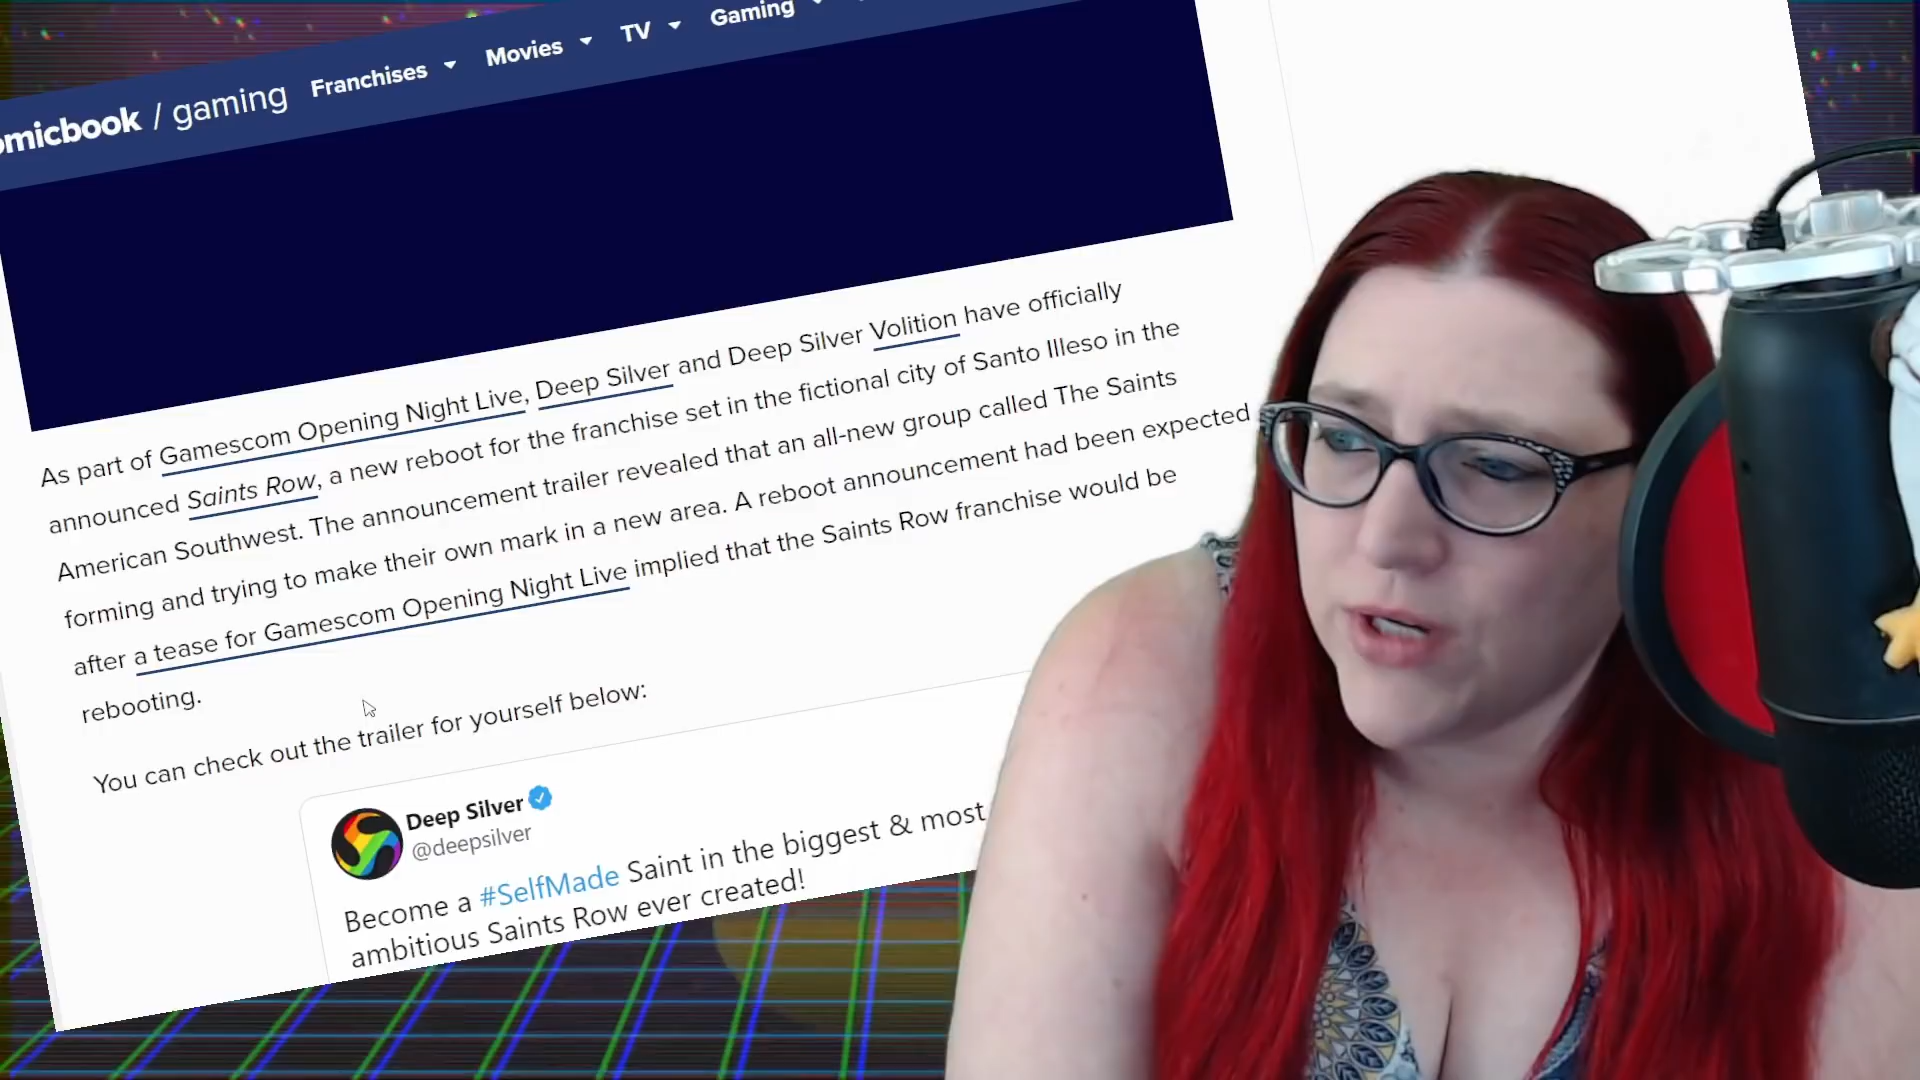 omicbook / gaming Franchises Movies TV Gaming
As part of Gamescom Opening Night Live, Deep Silver and Deep Silver Volition have officially
announced Saints Row, a new reboot for the franchise set in the fictional city of Santo Illeso in the
American Southwest. The announcement trailer revealed that an all-new group called The Saints
forming and trying to make their own mark in a new area. A reboot announcement had been expected
after a tease for Gamescom Opening Night Live implied that the Saints Row franchise would be
rebooting.
You can check out the trailer for yourself below:
Deep Silver
@deepsilver
Become a #SelfMade Saint in the biggest & most
ambitious Saints Row ever created!